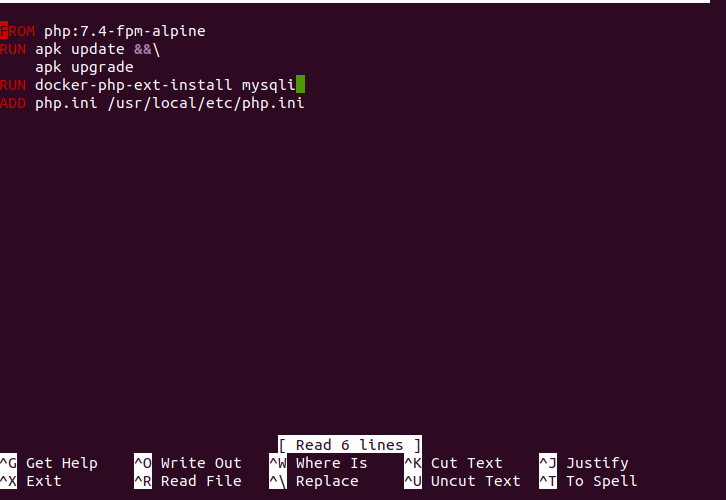 FROM php:7.4-fpm-alpine
RUN apk update &&\
    apk upgrade
RUN docker-php-ext-install mysqli
ADD php.ini /usr/local/etc/php.ini
[ Read 6 lines ]
^G Get Help ^O Write Out ^W Where Is ^K Cut Text ^J Justify
^X Exit ^R Read File ^\ Replace ^U Uncut Text ^T To Spell